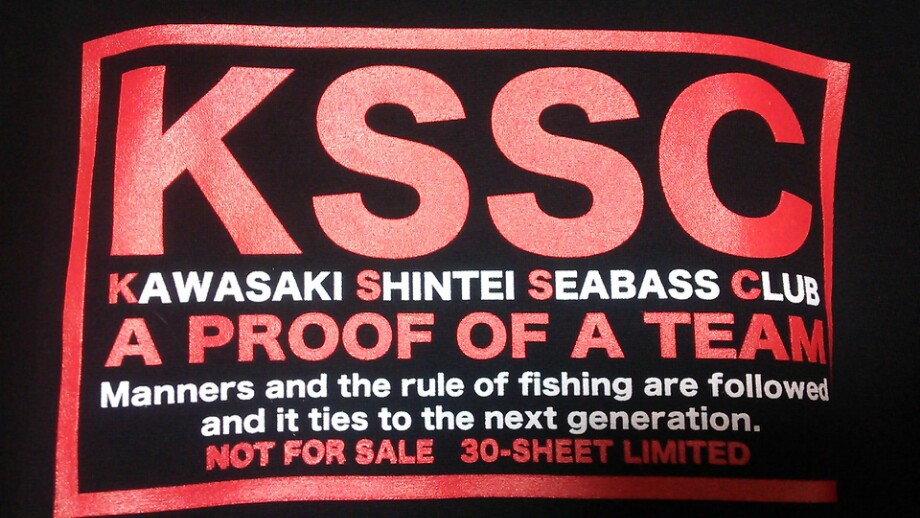 KSSC
KAWASAKI SHINTEI SEABASS CLUB
A PROOF OF A TEAM
Manners and the rule of fishing are followed
and it ties to the next generation.
NOT FOR SALE 30-SHEET LIMITED